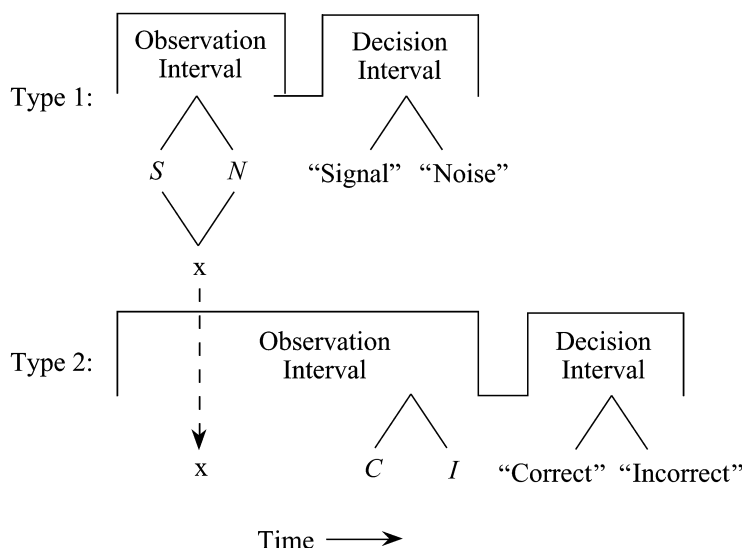 Observation
Interval
Decision
Interval
Type 1:
S
N
“Signal”
“Noise”
x
Type 2:
Observation
Interval
Decision
Interval
x
C
I
“Correct”
“Incorrect”
Time